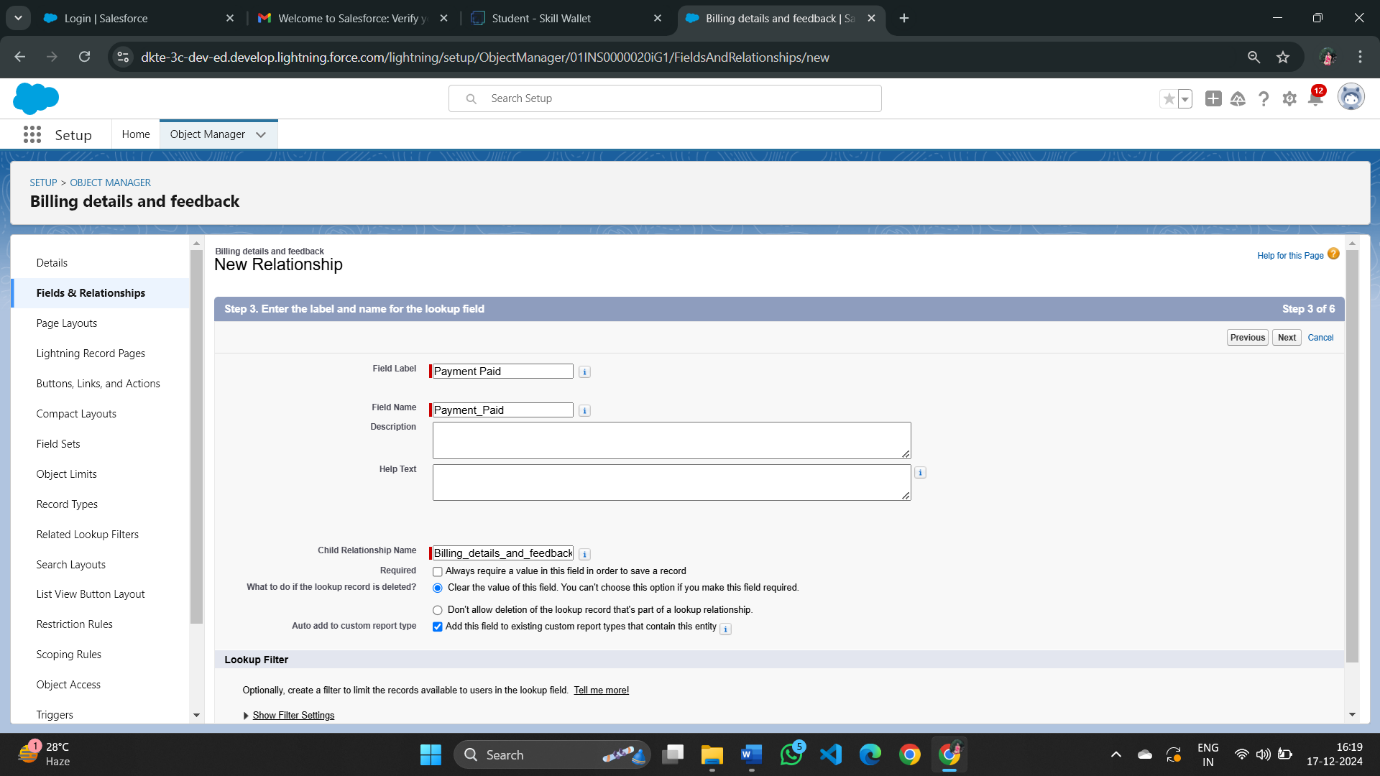 Login | Salesforce
Welcome to Salesforce: Verify y
Student - Skill Wallet
Billing details and feedback | Sa
dkte-3c-dev-ed.develop.lightning.force.com/lightning/setup/ObjectManager/01INS0000020iG1/FieldsAndRelationships/new
Search Setup
12
Setup
Home
Object Manager
SETUP > OBJECT MANAGER
Billing details and feedback
Details
Fields & Relationships
Page Layouts
Lightning Record Pages
Buttons, Links, and Actions
Compact Layouts
Field Sets
Object Limits
Record Types
Related Lookup Filters
Search Layouts
List View Button Layout
Restriction Rules
Scoping Rules
Object Access
Triggers
Billing details and feedback
New Relationship
Help for this Page ?
Step 3. Enter the label and name for the lookup field
Step 3 of 6
Previous Next Cancel
Field Label Payment Paid i
Field Name Payment_Paid i
Description
Help Text i
Child Relationship Name Billing_details_and_feedback i
Required Always require a value in this field in order to save a record
What to do if the lookup record is deleted? Clear the value of this field. You can't choose this option if you make this field required.
Don't allow deletion of the lookup record that's part of a lookup relationship.
Auto add to custom report type Add this field to existing custom report types that contain this entity i
Lookup Filter
Optionally, create a filter to limit the records available to users in the lookup field. Tell me more!
Show Filter Settings
1
28°C
Haze
Search
5
ENG
IN
16:19
17-12-2024